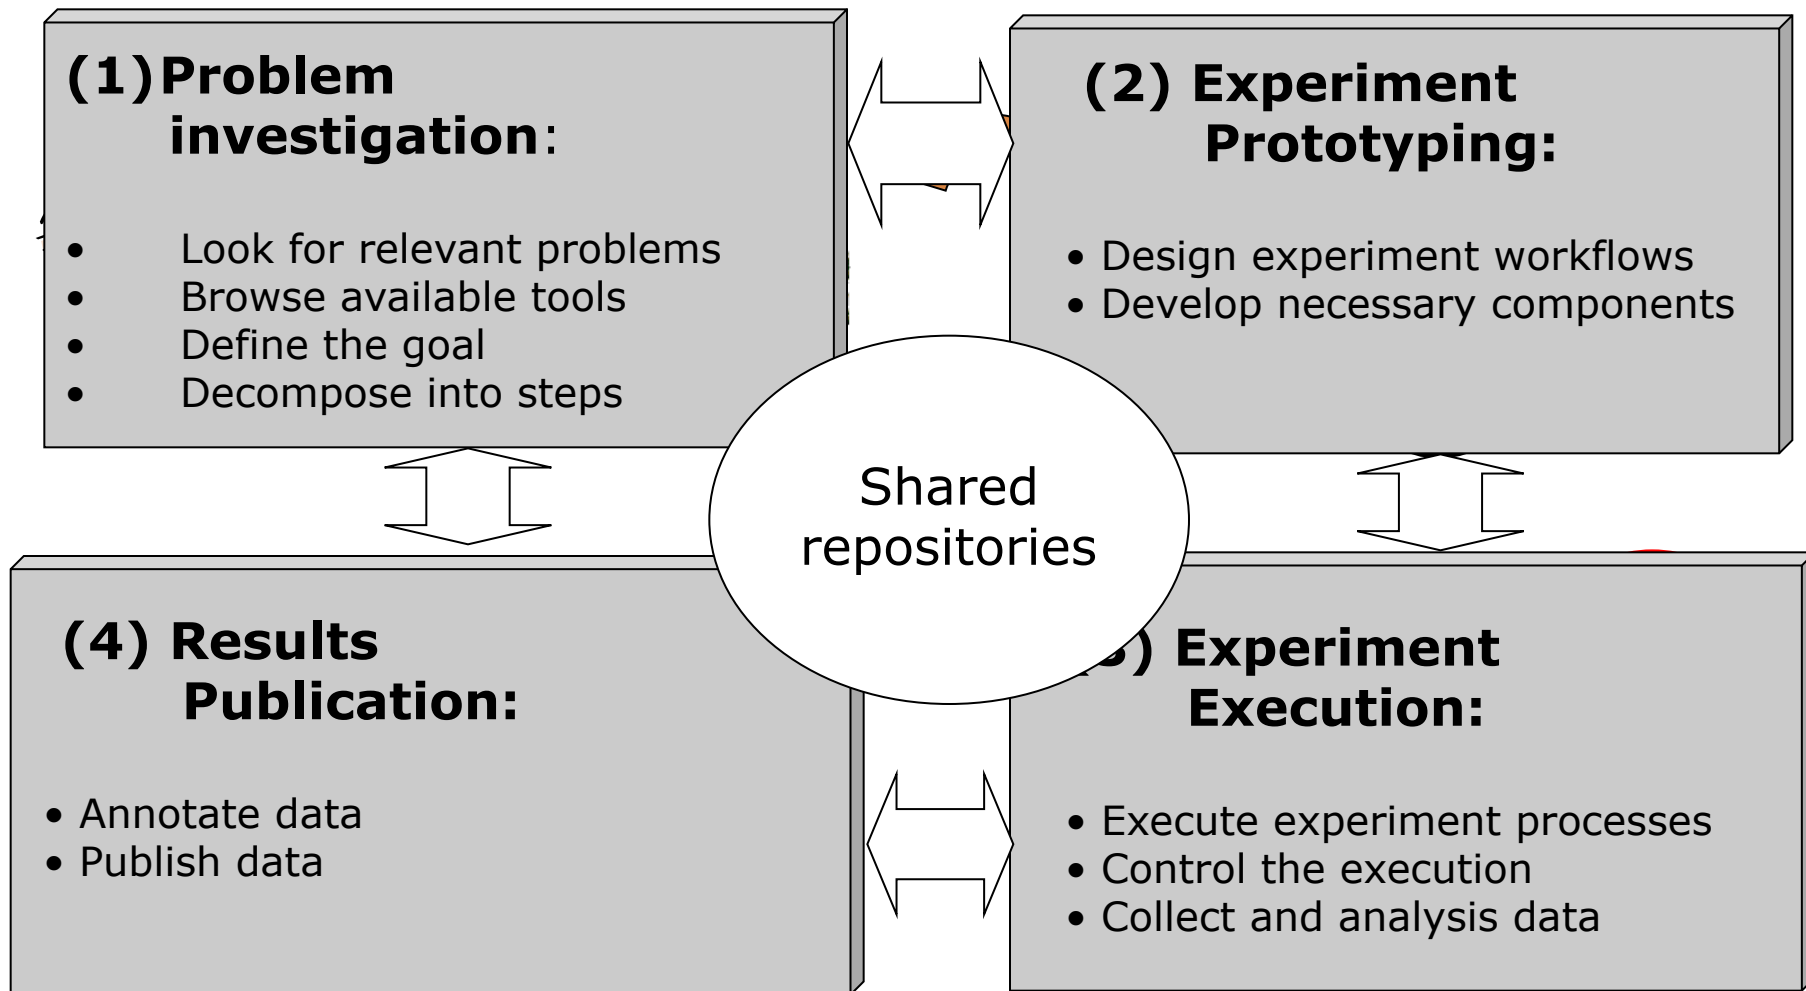 (1)Problem
investigation:
• Look for relevant problems
• Browse available tools
• Define the goal
• Decompose into steps
(2) Experiment
Prototyping:
• Design experiment workflows
• Develop necessary components
Shared
repositories
(4) Results
Publication:
• Annotate data
• Publish data
) Experiment
Execution:
• Execute experiment processes
• Control the execution
• Collect and analysis data